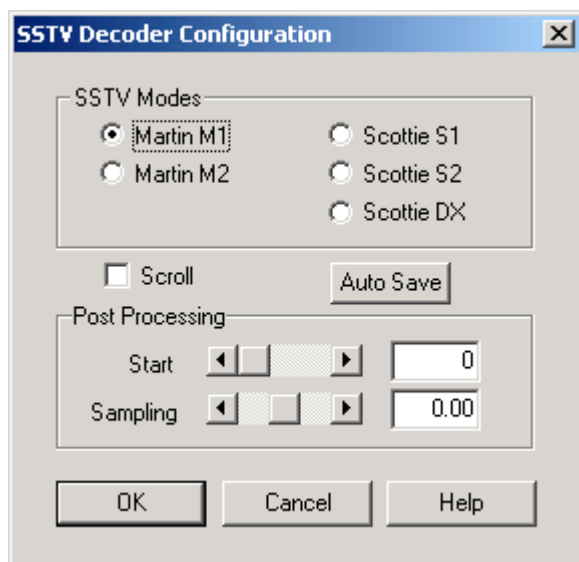 SSTV Decoder Configuration
SSTV Modes
Martin M1 Scottie S1
Martin M2 Scottie S2
Scottie DX
Scroll Auto Save
Post Processing
Start 0
Sampling 0.00
OK Cancel Help